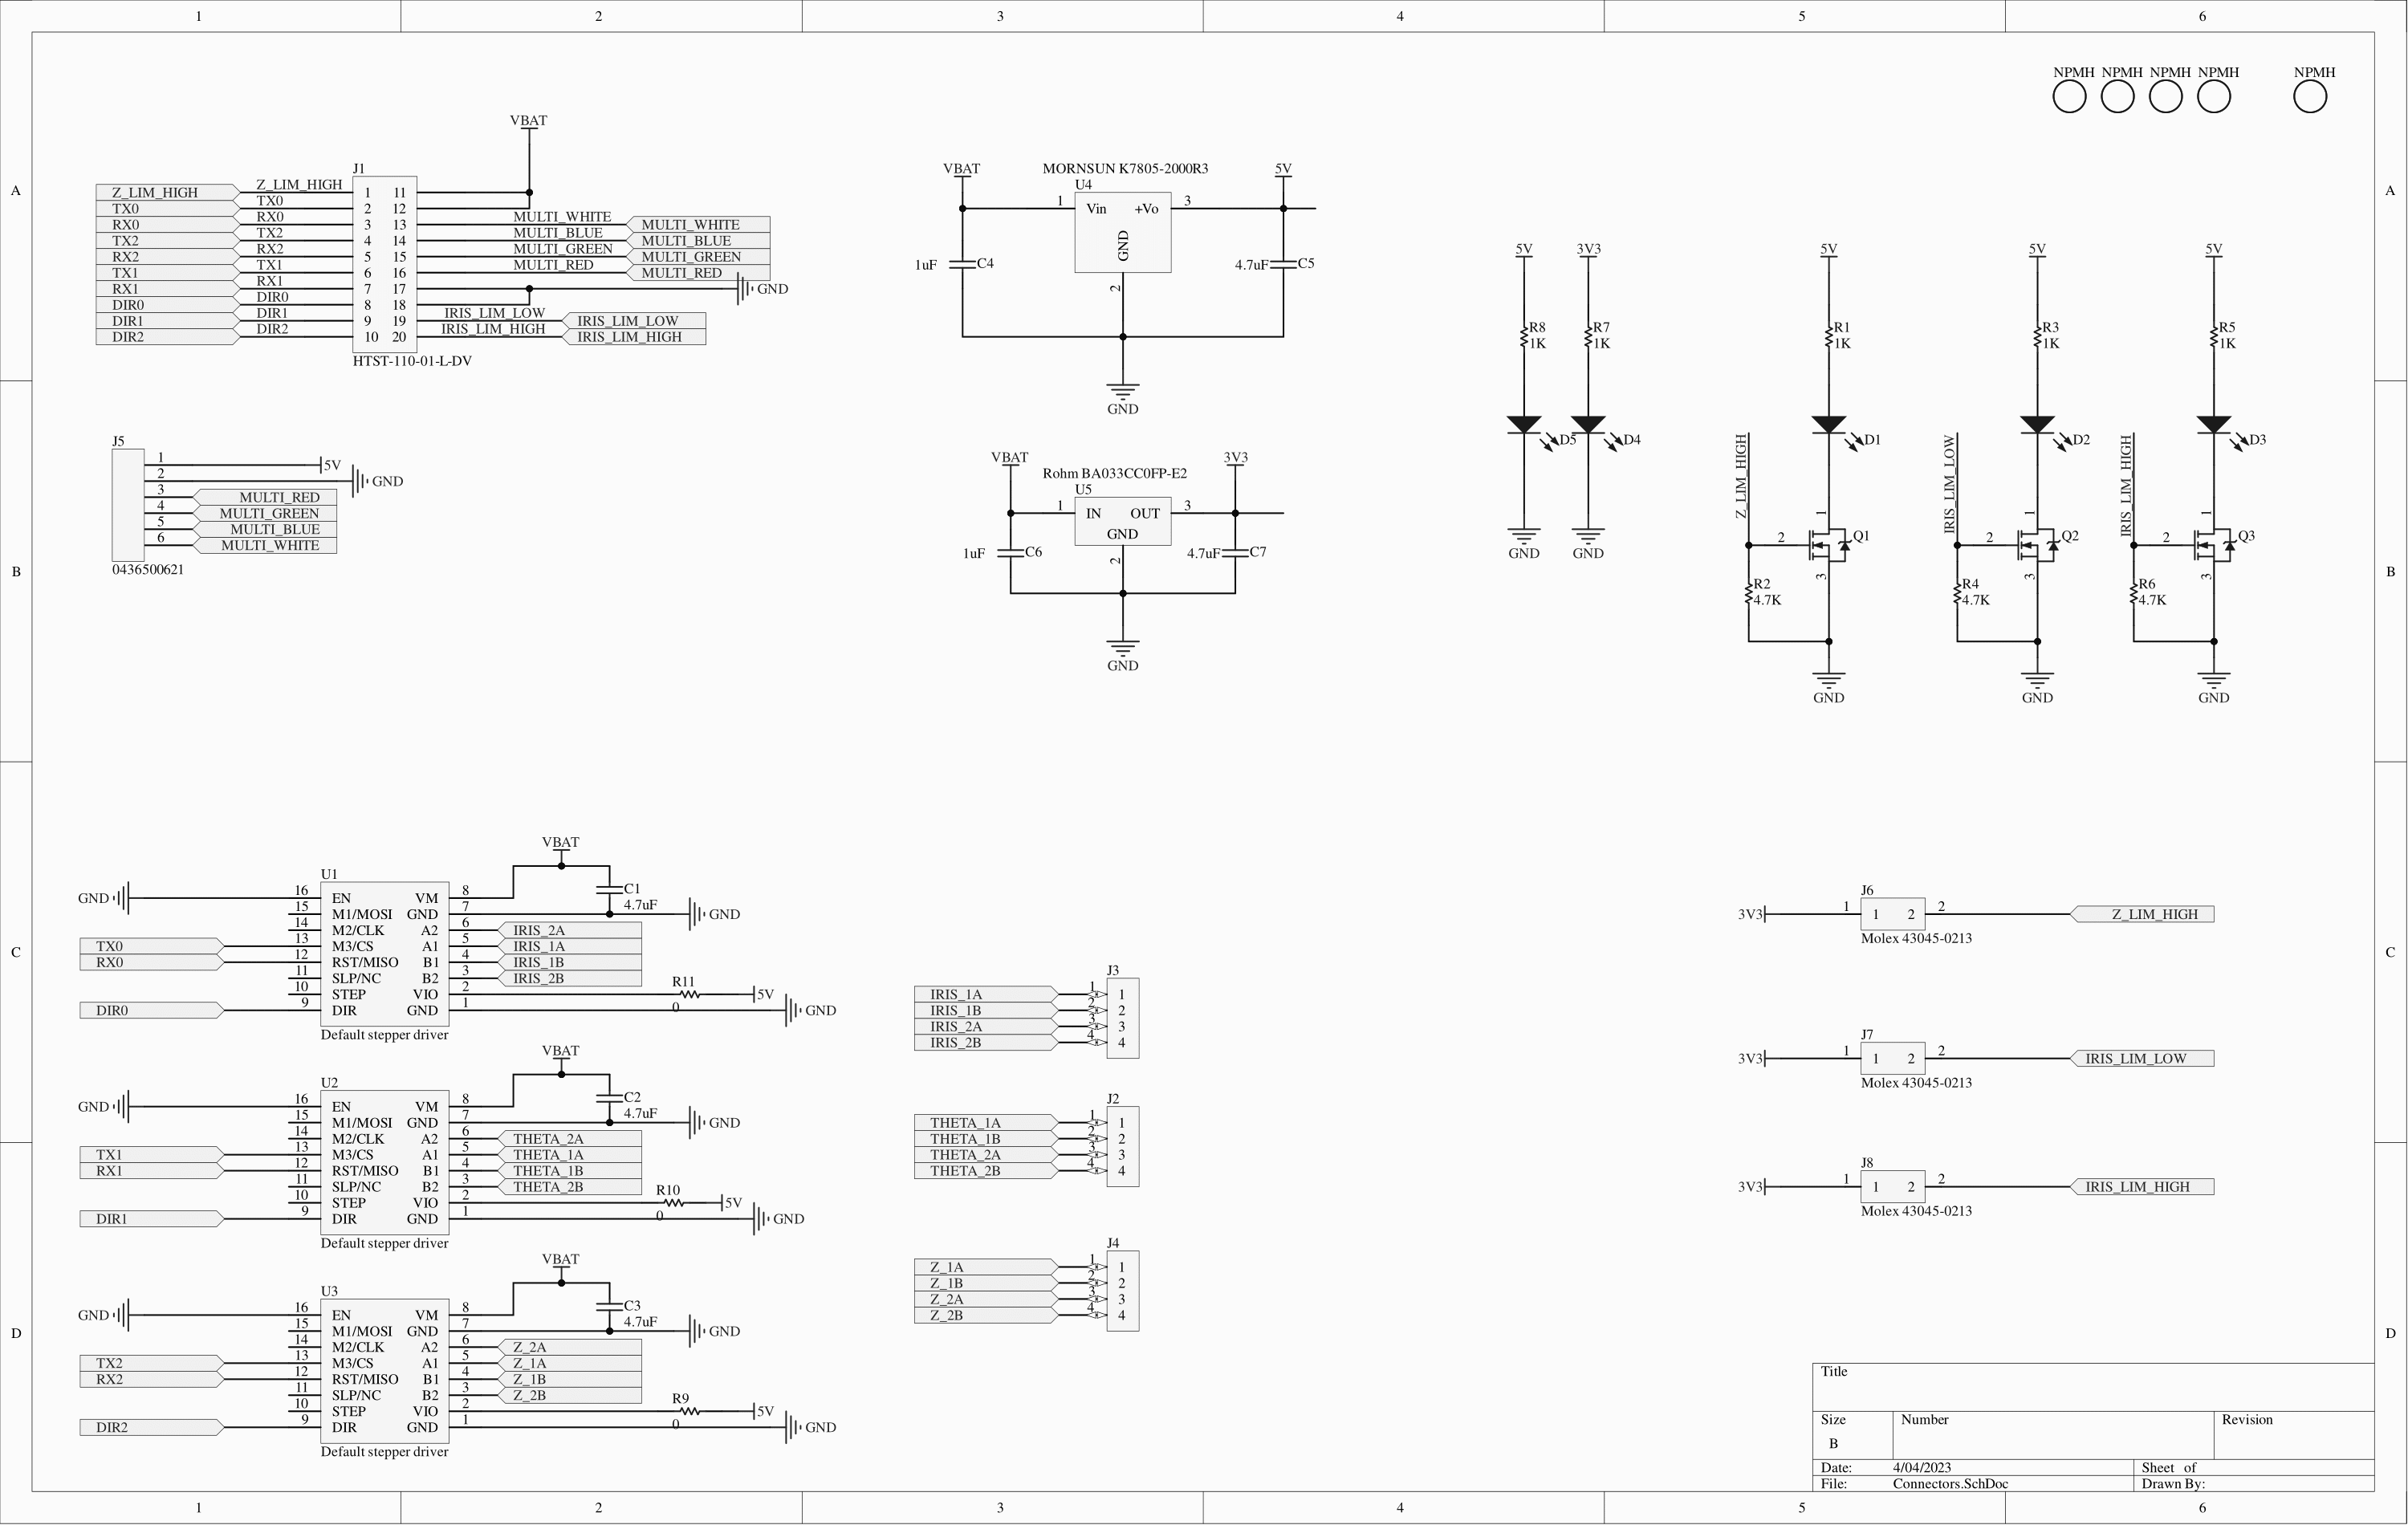 1 2 3 4 5 6
A A
B B
C C
D D
NPMH NPMH NPMH NPMH NPMH
VBAT
J1
Z_LIM_HIGH Z_LIM_HIGH 1 11
TX0 TX0 2 12
RX0 RX0 3 13 MULTI_WHITE MULTI_WHITE
TX2 TX2 4 14 MULTI_BLUE MULTI_BLUE
RX2 RX2 5 15 MULTI_GREEN MULTI_GREEN
TX1 TX1 6 16 MULTI_RED MULTI_RED
RX1 RX1 7 17 GND
DIR0 DIR0 8 18
DIR1 DIR1 9 19 IRIS_LIM_LOW IRIS_LIM_LOW
DIR2 DIR2 10 20 IRIS_LIM_HIGH IRIS_LIM_HIGH
HTST-110-01-L-DV
VBAT MORNSUN K7805-2000R3 5V
U4
1 Vin +Vo 3
GND
1uF C4 4.7uF C5
2
GND
VBAT Rohm BA033CC0FP-E2 3V3
U5
1 IN OUT 3
GND
1uF C6 4.7uF C7
2
GND
5V 3V3
R8 R7
1K 1K
D5 D4
GND GND
5V 5V 5V
R1 R3 R5
1K 1K 1K
D1 D2 D3
Z_LIM_HIGH IRIS_LIM_LOW IRIS_LIM_HIGH
1 1 1
2 Q1 2 Q2 2 Q3
3 3 3
R2 R4 R6
4.7K 4.7K 4.7K
GND GND GND
J5
1 5V
2 GND
3 MULTI_RED
4 MULTI_GREEN
5 MULTI_BLUE
6 MULTI_WHITE
0436500621
VBAT
U1 C1
4.7uF
GND 16 EN VM 8
15 M1/MOSI GND 7 GND
14 M2/CLK A2 6 IRIS_2A
TX0 13 M3/CS A1 5 IRIS_1A
RX0 12 RST/MISO B1 4 IRIS_1B
11 SLP/NC B2 3 IRIS_2B
10 STEP VIO 2 R11 0 5V
DIR0 9 DIR GND 1 GND
Default stepper driver
VBAT
U2 C2
4.7uF
GND 16 EN VM 8
15 M1/MOSI GND 7 GND
14 M2/CLK A2 6 THETA_2A
TX1 13 M3/CS A1 5 THETA_1A
RX1 12 RST/MISO B1 4 THETA_1B
11 SLP/NC B2 3 THETA_2B
10 STEP VIO 2 R10 0 5V
DIR1 9 DIR GND 1 GND
Default stepper driver
VBAT
U3 C3
4.7uF
GND 16 EN VM 8
15 M1/MOSI GND 7 GND
14 M2/CLK A2 6 Z_2A
TX2 13 M3/CS A1 5 Z_1A
RX2 12 RST/MISO B1 4 Z_1B
11 SLP/NC B2 3 Z_2B
10 STEP VIO 2 R9 0 5V
DIR2 9 DIR GND 1 GND
Default stepper driver
J3
IRIS_1A 1 1
IRIS_1B 2 2
IRIS_2A 3 3
IRIS_2B 4 4
J2
THETA_1A 1 1
THETA_1B 2 2
THETA_2A 3 3
THETA_2B 4 4
J4
Z_1A 1 1
Z_1B 2 2
Z_2A 3 3
Z_2B 4 4
J6
3V3 1 1 2 2 Z_LIM_HIGH
Molex 43045-0213
J7
3V3 1 1 2 2 IRIS_LIM_LOW
Molex 43045-0213
J8
3V3 1 1 2 2 IRIS_LIM_HIGH
Molex 43045-0213
Title
Size Number Revision
B
Date: 4/04/2023 Sheet of
File: Connectors.SchDoc Drawn By:
1 2 3 4 5 6